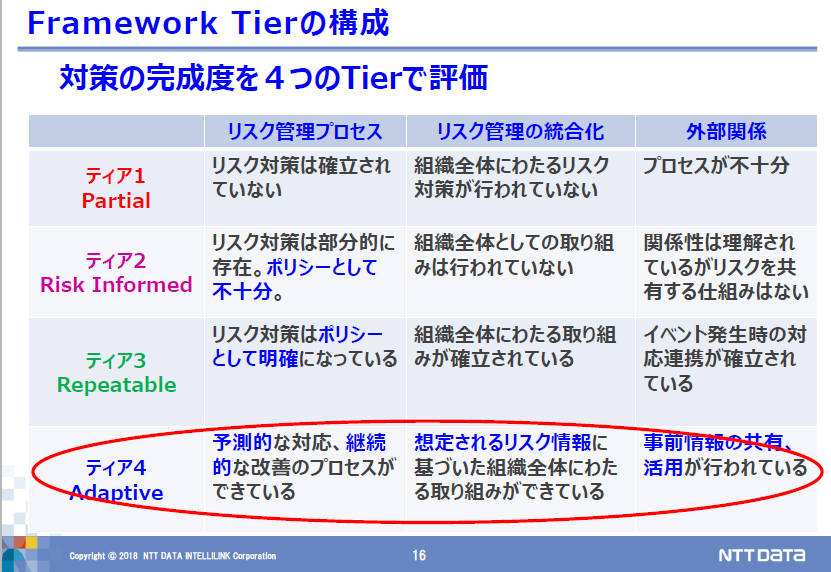 Framework Tierの構成
対策の完成度を４つのTierで評価
リスク管理プロセス
リスク管理の統合化
外部関係
ティア1
Partial
リスク対策は確立され
ていない
組織全体にわたるリスク
対策が行われていない
プロセスが不十分
ティア2
Risk Informed
リスク対策は部分的に
存在。ポリシーとして
不十分。
組織全体としての取り組
みは行われていない
関係性は理解され
ているがリスクを共
有する仕組みはない
ティア3
Repeatable
リスク対策はポリシー
として明確になっている
組織全体にわたる取り組
みが確立されている
イベント発生時の対
応連携が確立され
ている
ティア4
Adaptive
予測的な対応、継続
的な改善のプロセスが
できている
想定されるリスク情報に
基づいた組織全体にわた
る取り組みができている
事前情報の共有、
活用が行われている
Copyright © 2018 NTT DATA INTELLILINK Corporation
16
NTT DATA